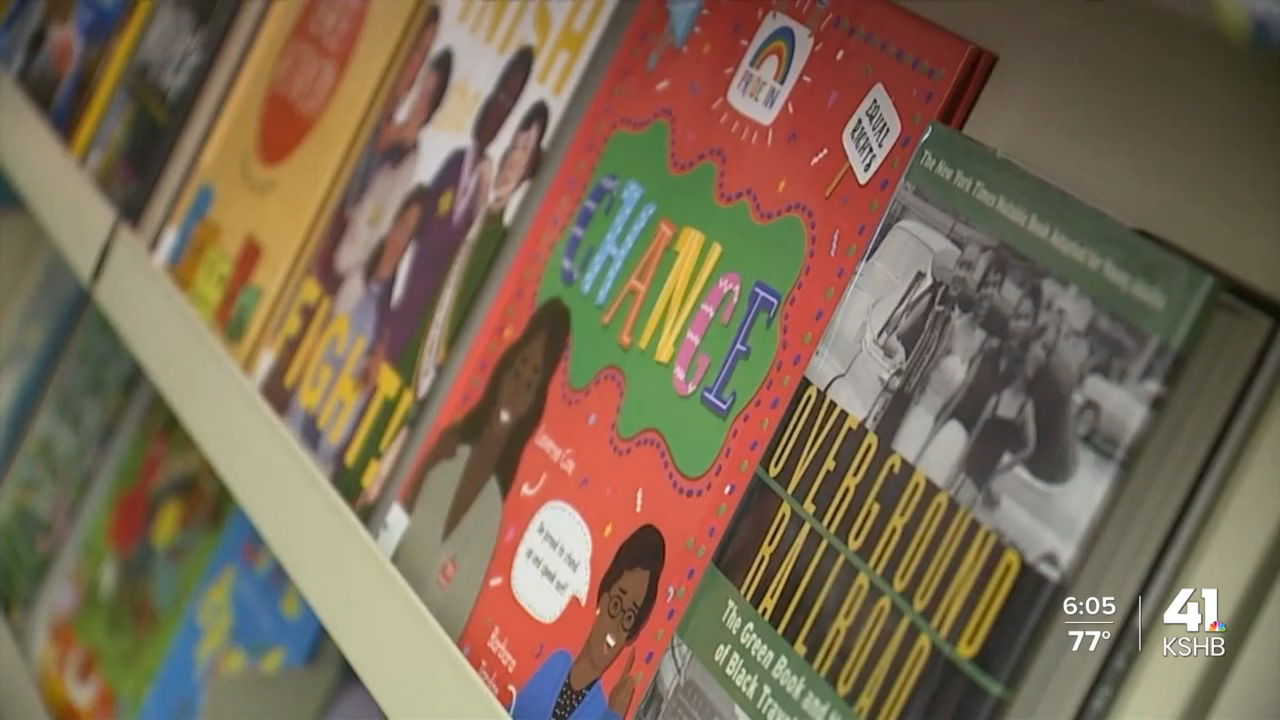 FIGHT!
PRIDE IN
EQUAL
RIGHTS
CHANGE
Laverne Cox
Be proud to stand
up and speak out!
Barbara
The New York Times Notable Book Adapted for Young Adults
OVERGROUND
RAILROAD
The Green Book and
of Black Trav
6:05
77°
41
KSHB